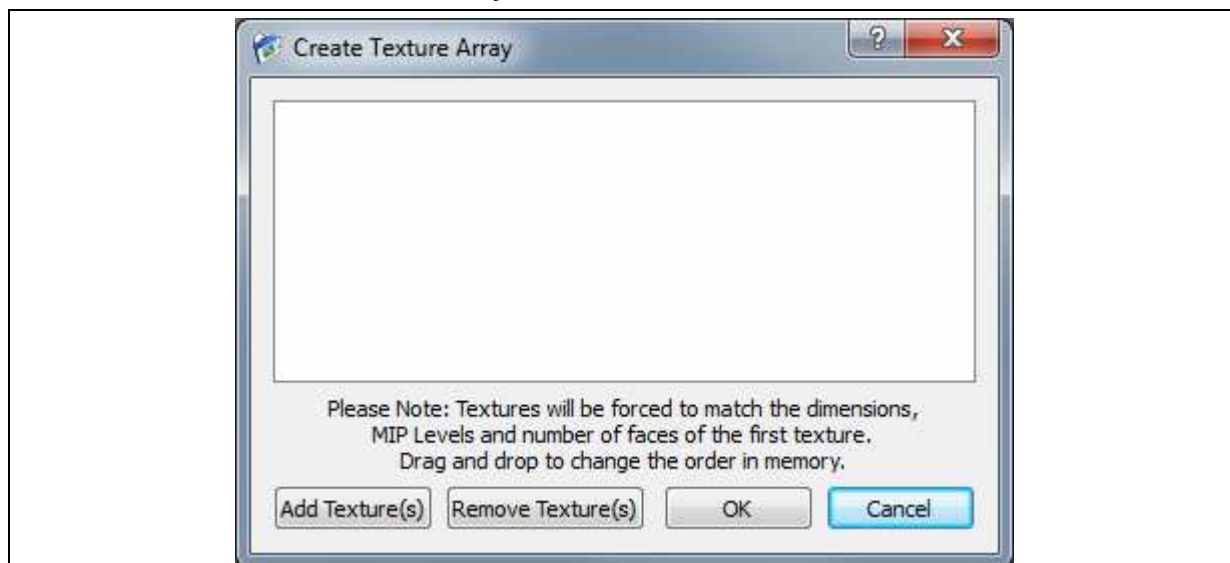 Create Texture Array
?
Please Note: Textures will be forced to match the dimensions,
MIP Levels and number of faces of the first texture.
Drag and drop to change the order in memory.
Add Texture(s) Remove Texture(s) OK Cancel